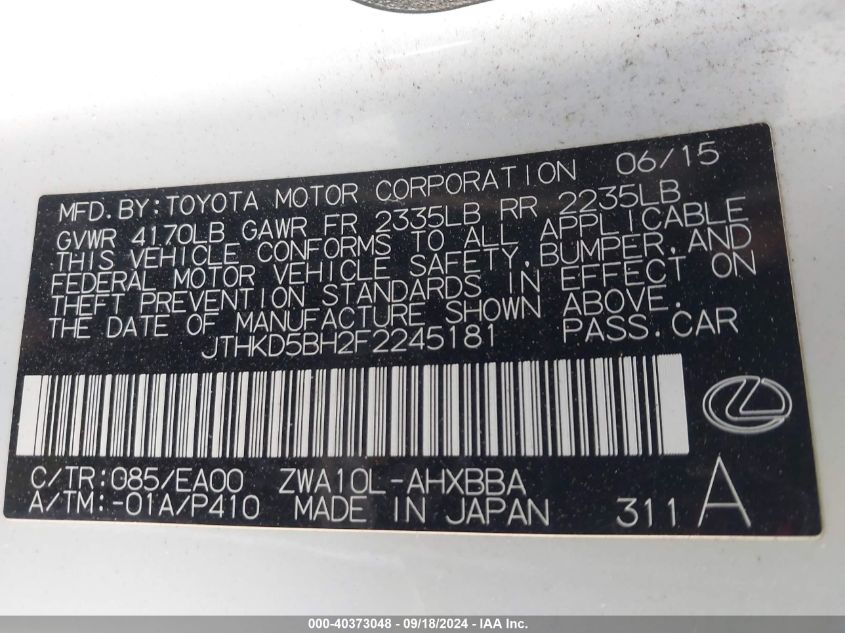 MFD.BY:TOYOTA MOTOR CORPORATION 06/15
GVWR 4170LB GAWR FR 2335LB RR 2235LB
THIS VEHICLE CONFORMS TO ALL APPLICABLE
FEDERAL MOTOR VEHICLE SAFETY,BUMPER,AND
THEFT PREVENTION STANDARDS IN EFFECT ON
THE DATE OF MANUFACTURE SHOWN ABOVE.
JTHKD5BH2F2245181 PASS.CAR
C/TR:085/EA00 ZWA10L-AHXBBA
A/TM:-01A/P410 MADE IN JAPAN 311 A
000-40373048 - 09/18/2024 - IAA Inc.